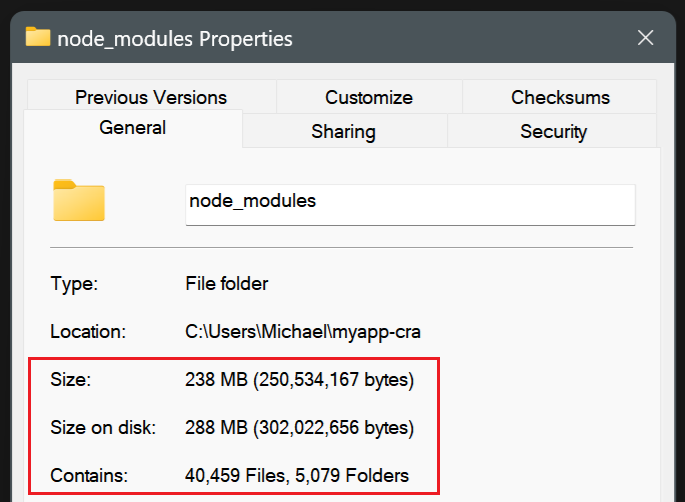 node_modules Properties
Previous Versions Customize Checksums
General Sharing Security
node_modules
Type: File folder
Location: C:\Users\Michael\myapp-cra
Size: 238 MB (250,534,167 bytes)
Size on disk: 288 MB (302,022,656 bytes)
Contains: 40,459 Files, 5,079 Folders